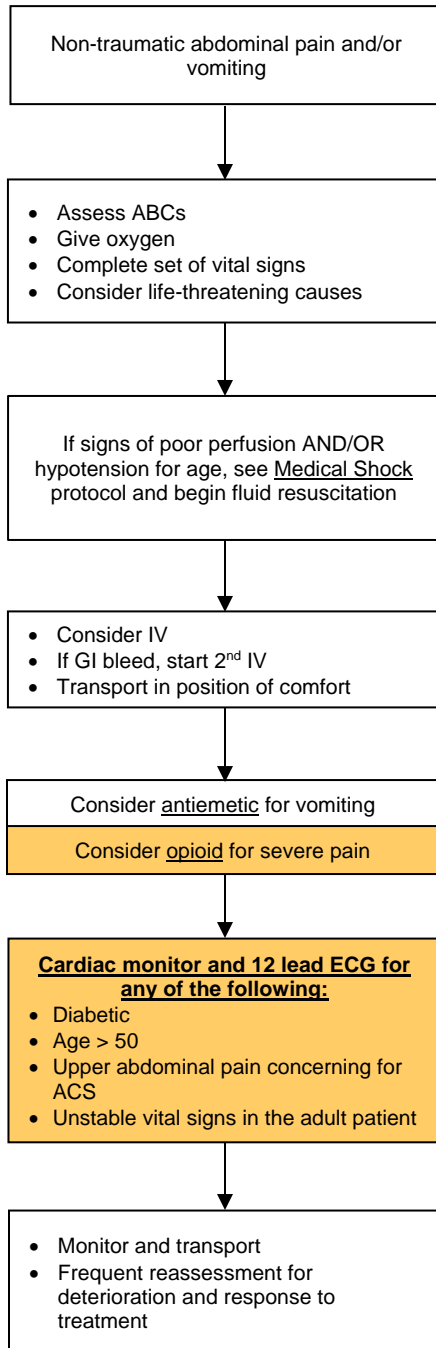 Non-traumatic abdominal pain and/or
vomiting
• Assess ABCs
• Give oxygen
• Complete set of vital signs
• Consider life-threatening causes
If signs of poor perfusion AND/OR
hypotension for age, see Medical Shock
protocol and begin fluid resuscitation
• Consider IV
• If GI bleed, start 2nd IV
• Transport in position of comfort
Consider antiemetic for vomiting
Consider opioid for severe pain
Cardiac monitor and 12 lead ECG for
any of the following:
• Diabetic
• Age > 50
• Upper abdominal pain concerning for
ACS
• Unstable vital signs in the adult patient
• Monitor and transport
• Frequent reassessment for
deterioration and response to
treatment